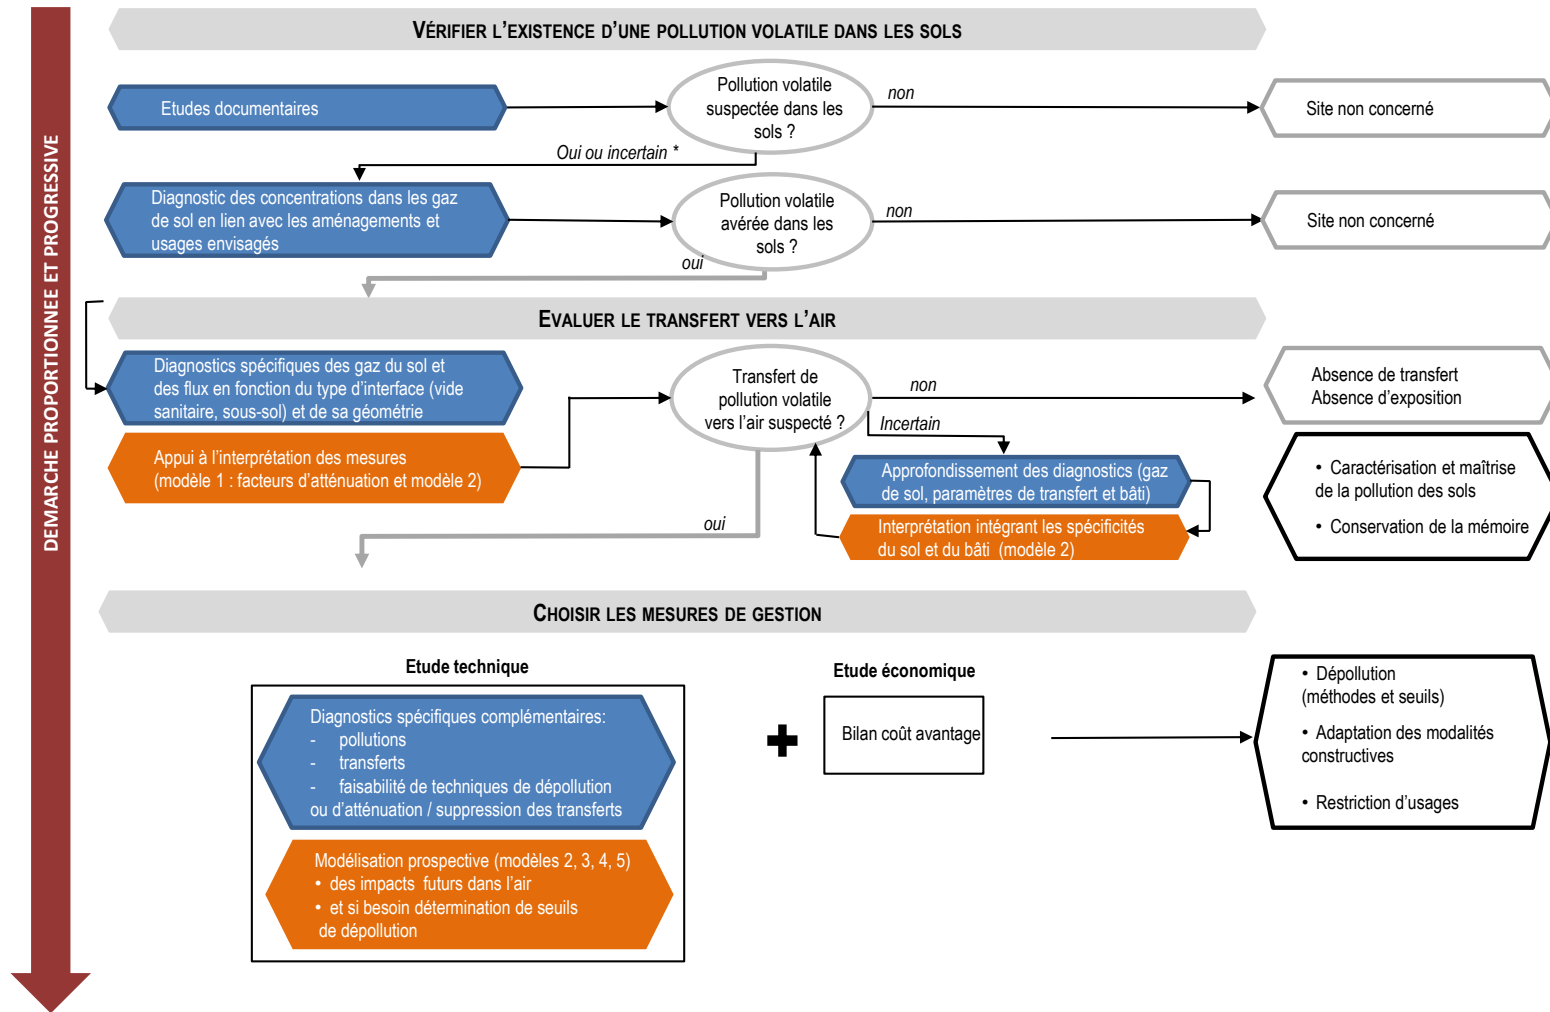 DEMARCHE PROPORTIONNEE ET PROGRESSIVE
VÉRIFIER L’EXISTENCE D’UNE POLLUTION VOLATILE DANS LES SOLS
Etudes documentaires
Pollution volatile
suspectée dans les
sols ?
non
Site non concerné
Oui ou incertain *
Diagnostic des concentrations dans les gaz
de sol en lien avec les aménagements et
usages envisagés
Pollution volatile
avérée dans les
sols ?
non
Site non concerné
oui
EVALUER LE TRANSFERT VERS L’AIR
Diagnostics spécifiques des gaz du sol et
des flux en fonction du type d’interface (vide
sanitaire, sous-sol) et de sa géométrie
Appui à l’interprétation des mesures
(modèle 1 : facteurs d’atténuation et modèle 2)
Transfert de
pollution volatile
vers l’air suspecté ?
non
Absence de transfert
Absence d’exposition
Incertain
Approfondissement des diagnostics (gaz
de sol, paramètres de transfert et bâti)
Interprétation intégrant les spécificités
du sol et du bâti  (modèle 2)
• Caractérisation et maîtrise
de la pollution des sols
• Conservation de la mémoire
oui
CHOISIR LES MESURES DE GESTION
Etude technique
Diagnostics spécifiques complémentaires:
- pollutions
- transferts
- faisabilité de techniques de dépollution
ou d’atténuation / suppression des transferts
Modélisation prospective (modèles 2, 3, 4, 5)
• des impacts  futurs dans l’air
• et si besoin détermination de seuils
de dépollution
Etude économique
Bilan coût avantage
• Dépollution
(méthodes et seuils)
• Adaptation des modalités
constructives
• Restriction d’usages